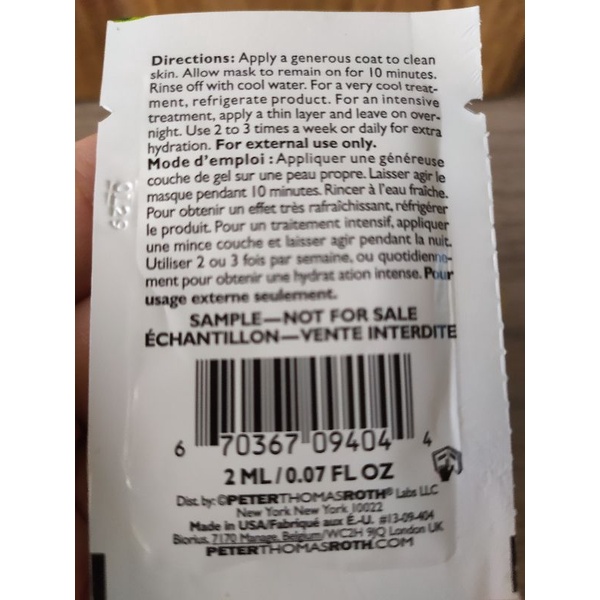 Directions: Apply a generous coat to clean
skin. Allow mask to remain on for 10 minutes.
Rinse off with cool water. For a very cool treat-
ment, refrigerate product. For an intensive
treatment, apply a thin layer and leave on over-
night. Use 2 to 3 times a week or daily for extra
hydration. For external use only.
Mode d'emploi : Appliquer une généreuse
couche de gel sur une peau propre. Laisser agir le
masque pendant 10 minutes. Rincer à l'eau fraîche.
Pour obtenir un effet très rafraîchissant, réfrigérer
le produit. Pour un traitement intensif, appliquer
une mince couche et laisser agir pendant la nuit.
Utiliser 2 ou 3 fois par semaine, ou quotidienne-
ment pour obtenir une hydrat ation intense. Pour
usage externe seulement.
SAMPLE—NOT FOR SALE
ÉCHANTILLON—VENTE INTERDITE
6 70367 09404 4
2 ML / 0.07 FL OZ
Dist. by: ©PETERTHOMASROTH® Labs LLC
New York New York 10022
Made in USA/Fabriqué aux É.-U. #13-09-404
Biorius, 7170 Manage, Belgium/WC2H 9JQ London UK
PETERTHOMASROTH.COM